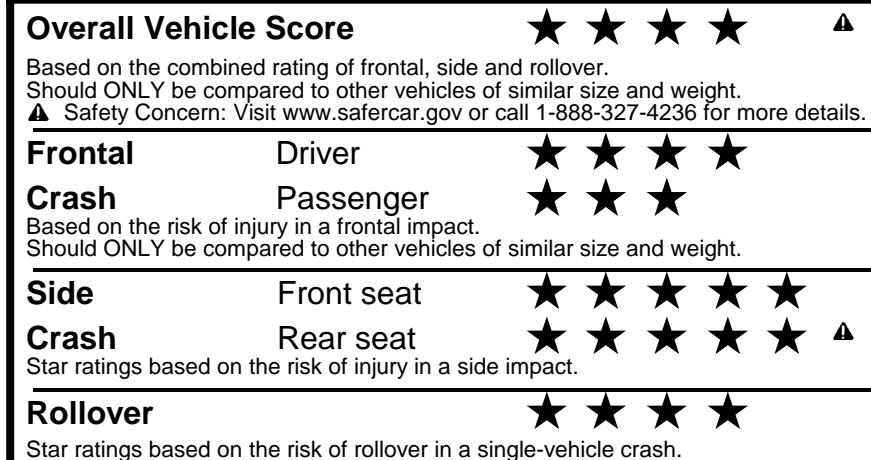 Overall Vehicle Score ★ ★ ★ ★ ⚠
Based on the combined rating of frontal, side and rollover.
Should ONLY be compared to other vehicles of similar size and weight.
⚠ Safety Concern: Visit www.safercar.gov or call 1-888-327-4236 for more details.
Frontal Driver ★ ★ ★ ★
Crash Passenger ★ ★ ★
Based on the risk of injury in a frontal impact.
Should ONLY be compared to other vehicles of similar size and weight.
Side Front seat ★ ★ ★ ★ ★
Crash Rear seat ★ ★ ★ ★ ★ ⚠
Star ratings based on the risk of injury in a side impact.
Rollover ★ ★ ★ ★
Star ratings based on the risk of rollover in a single-vehicle crash.